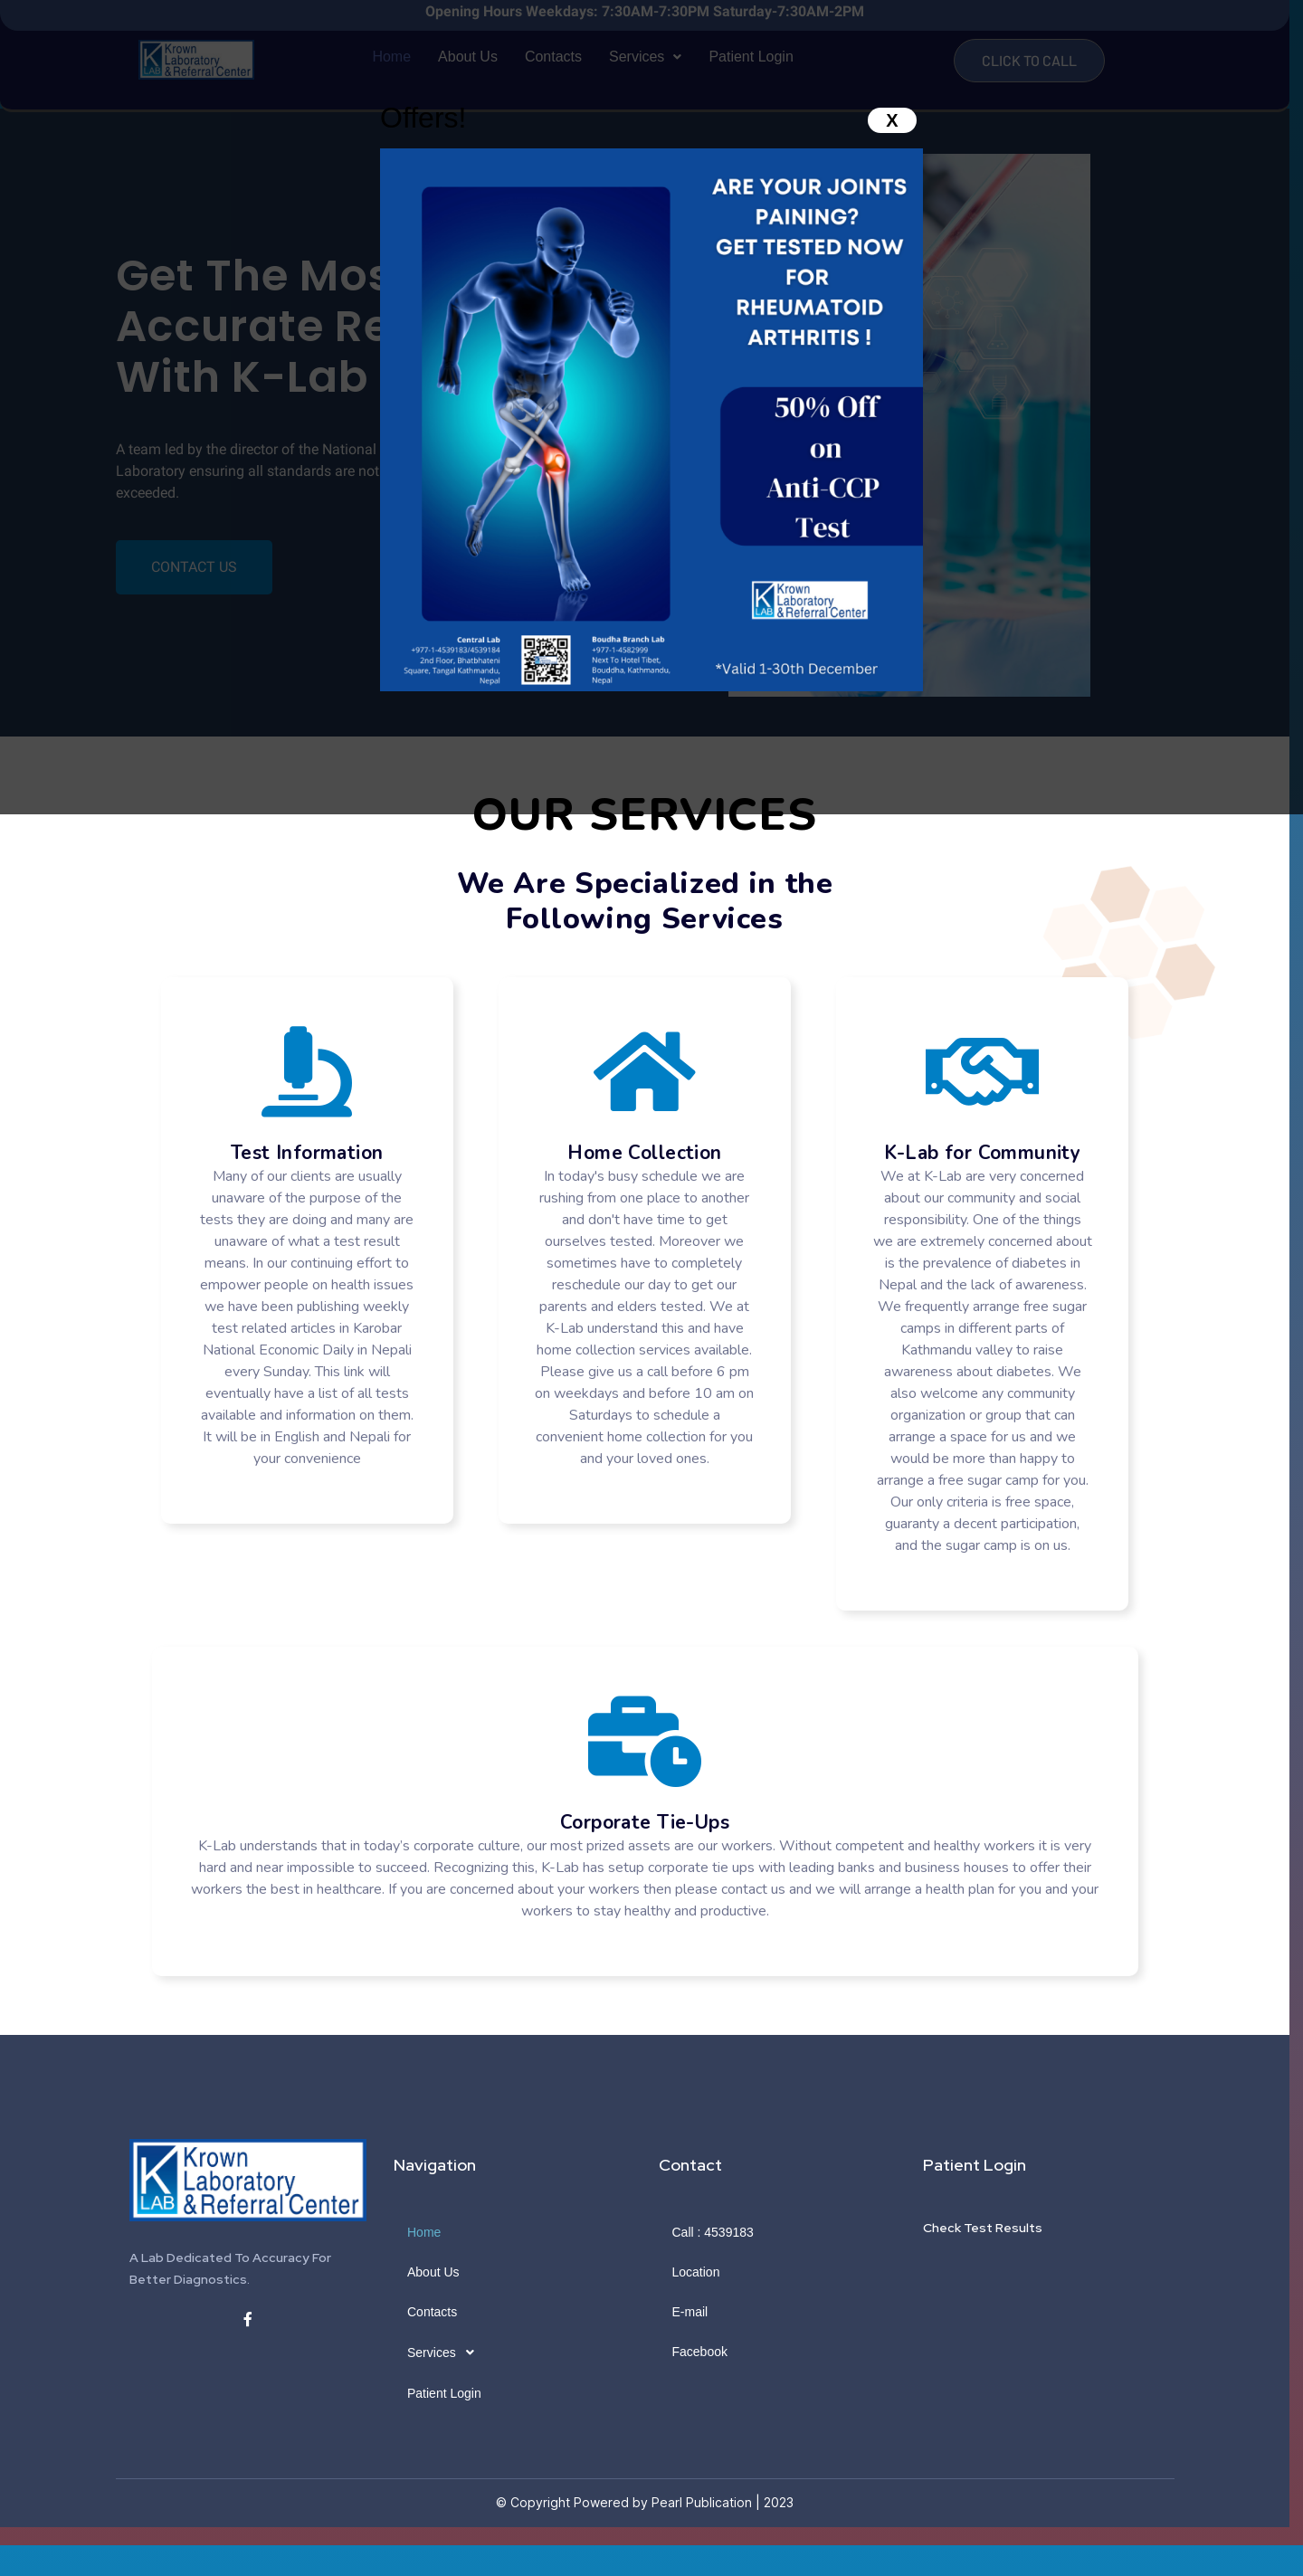 Opening Hours Weekdays: 7:30AM-7:30PM Saturday-7:30AM-2PM
Krown
Laboratory
LAB & Referral Center
Home About Us Contacts Services Patient Login
CLICK TO CALL
Offers!
X
Get The Mos
Accurate Re
With K-Lab
A team led by the director of the National
Laboratory ensuring all standards are not
exceeded.
CONTACT US
ARE YOUR JOINTS
PAINING?
GET TESTED NOW
FOR
RHEUMATOID
ARTHRITIS !
50% Off
on
Anti-CCP
Test
K Krown
Laboratory
LAB & Referral Center
Central Lab
+977-1-4539183/4539184
2nd Floor, Bhatbhateni
Square, Tangal Kathmandu,
Nepal
Boudha Branch Lab
+977-1-4582999
Next To Hotel Tibet,
Bouddha, Kathmandu,
Nepal
*Valid 1-30th December
OUR SERVICES
We Are Specialized in the
Following Services
Test Information
Many of our clients are usually
unaware of the purpose of the
tests they are doing and many are
unaware of what a test result
means. In our continuing effort to
empower people on health issues
we have been publishing weekly
test related articles in Karobar
National Economic Daily in Nepali
every Sunday. This link will
eventually have a list of all tests
available and information on them.
It will be in English and Nepali for
your convenience
Home Collection
In today's busy schedule we are
rushing from one place to another
and don't have time to get
ourselves tested. Moreover we
sometimes have to completely
reschedule our day to get our
parents and elders tested. We at
K-Lab understand this and have
home collection services available.
Please give us a call before 6 pm
on weekdays and before 10 am on
Saturdays to schedule a
convenient home collection for you
and your loved ones.
K-Lab for Community
We at K-Lab are very concerned
about our community and social
responsibility. One of the things
we are extremely concerned about
is the prevalence of diabetes in
Nepal and the lack of awareness.
We frequently arrange free sugar
camps in different parts of
Kathmandu valley to raise
awareness about diabetes. We
also welcome any community
organization or group that can
arrange a space for us and we
would be more than happy to
arrange a free sugar camp for you.
Our only criteria is free space,
guaranty a decent participation,
and the sugar camp is on us.
Corporate Tie-Ups
K-Lab understands that in today's corporate culture, our most prized assets are our workers. Without competent and healthy workers it is very
hard and near impossible to succeed. Recognizing this, K-Lab has setup corporate tie ups with leading banks and business houses to offer their
workers the best in healthcare. If you are concerned about your workers then please contact us and we will arrange a health plan for you and your
workers to stay healthy and productive.
K Krown
Laboratory
LAB & Referral Center
A Lab Dedicated To Accuracy For
Better Diagnostics.
Navigation
Home
About Us
Contacts
Services
Patient Login
Contact
Call : 4539183
Location
E-mail
Facebook
Patient Login
Check Test Results
© Copyright Powered by Pearl Publication | 2023